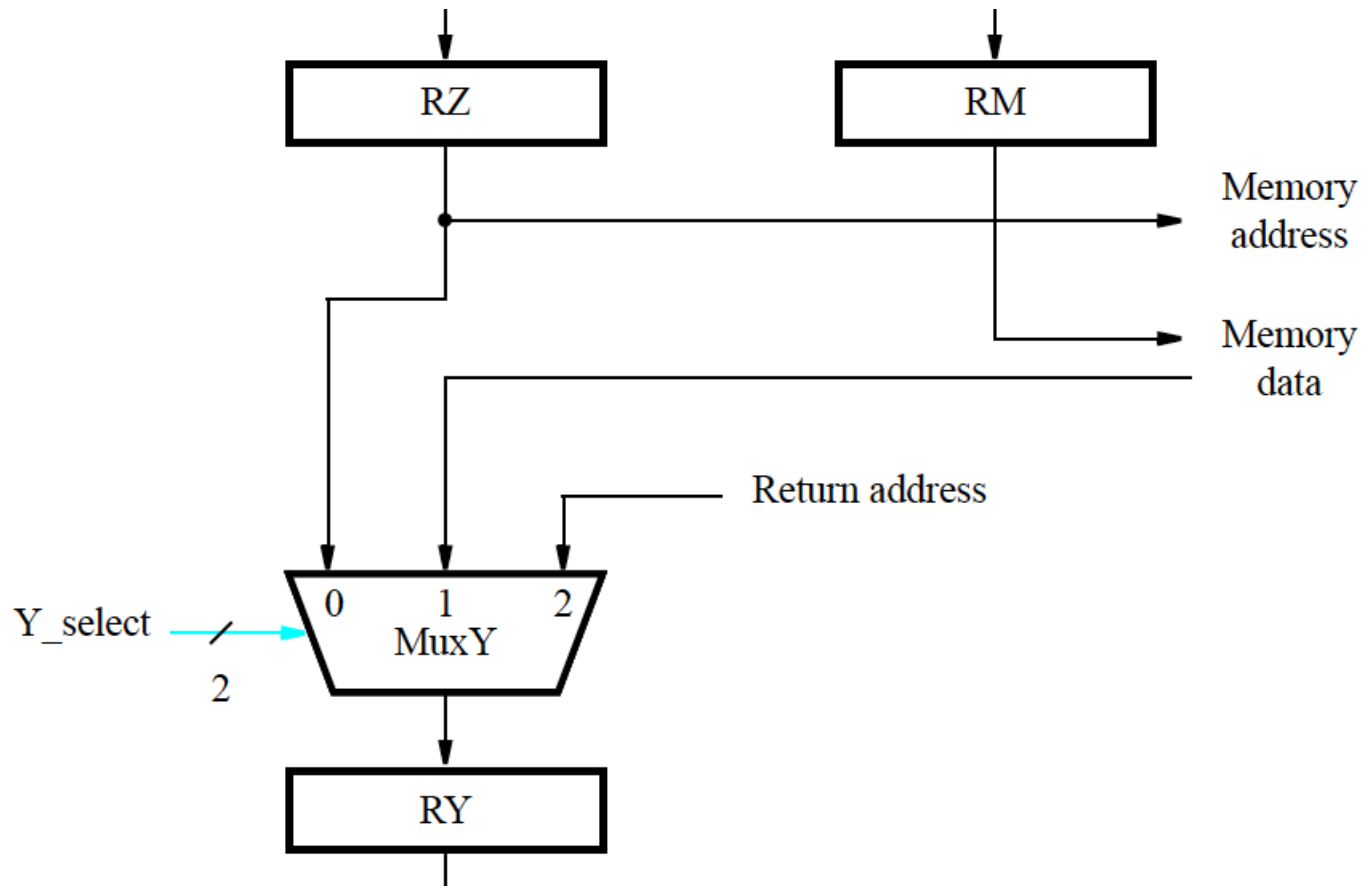 RZ
RM
Memory
address
Memory
data
Return address
0 1 2
Y_select
MuxY
2
RY